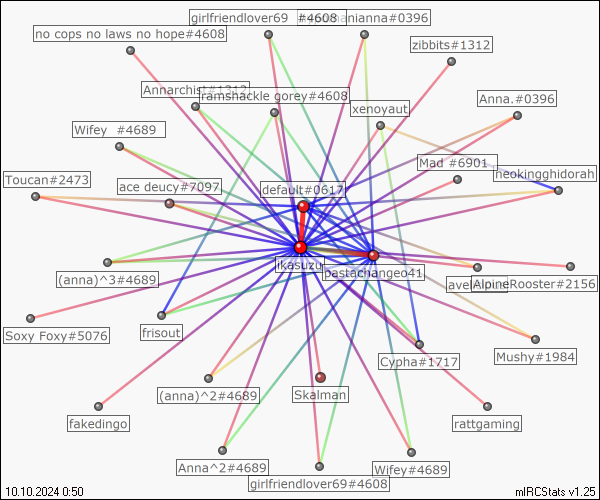 girlfriendlover69 #4608
manianna#0396
no cops no laws no hope#4608
zibbits#1312
Annarchist#1312
ramshackle gorey#4608
xenoyaut
Anna.#0396
Wifey #4689
Mad #6901
neokingghidorah
Toucan#2473
ace deucy#7097
default#0617
ikasuzu
pastachangeo41
(anna)^3#4689
AlpineRooster#2156
Soxy Foxy#5076
frisout
Cypha#1717
Mushy#1984
(anna)^2#4689
Skalman
fakedingo
rattgaming
Anna^2#4689
Wifey#4689
girlfriendlover69#4608
10.10.2024 0:50
mIRCStats v1.25